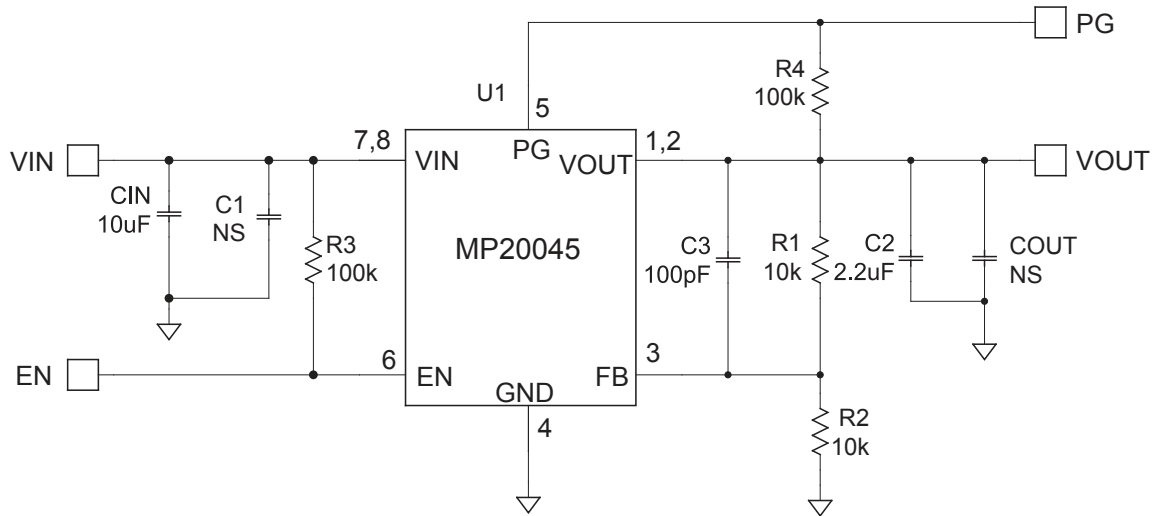 PG
R4
100k
U1
5
7,8
1,2
VIN
VIN
PG
VOUT
VOUT
CIN
10uF
C1
NS
R3
100k
MP20045
C3
100pF
R1
10k
C2
2.2uF
COUT
NS
EN
6
EN
GND
FB
3
4
R2
10k